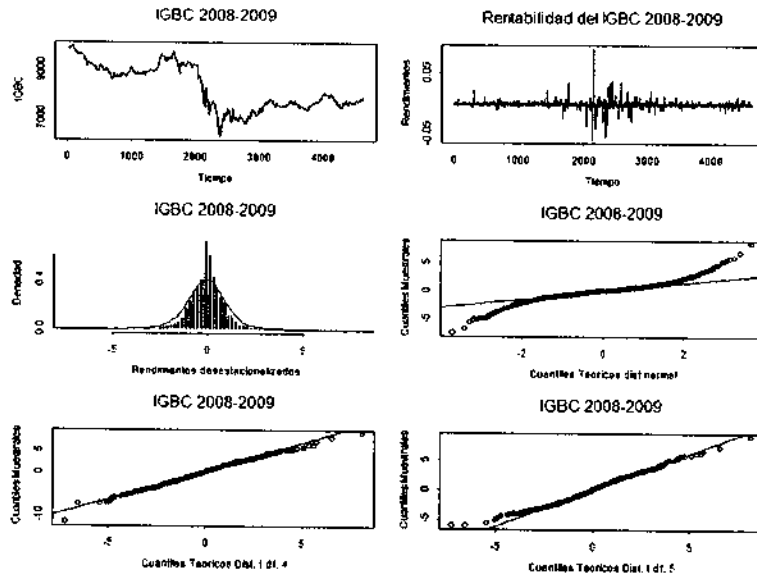 IGBC 2008-2009
IGBC
9000
7000
0 1000 2000 3000 4000
Tiempo
Rentabilidad del IGBC 2008-2009
Rendimientos
0.05
-0.05
0 1000 2000 3000 4000
Tiempo
IGBC 2008-2009
Densidad
0.4
0.0
-5 0 5
Rendimientos desestacionalizados
IGBC 2008-2009
Cuantiles Muestrales
5
0
-5
-2 0 2
Cuantiles Teoricos dist normal
IGBC 2008-2009
Cuantiles Muestrales
5
0
-10
-5 0 5
Cuantiles Teoricos Dist. t df. 4
IGBC 2008-2009
Cuantiles Muestrales
5
0
-5
-5 0 5
Cuantiles Teoricos Dist. t df. 5